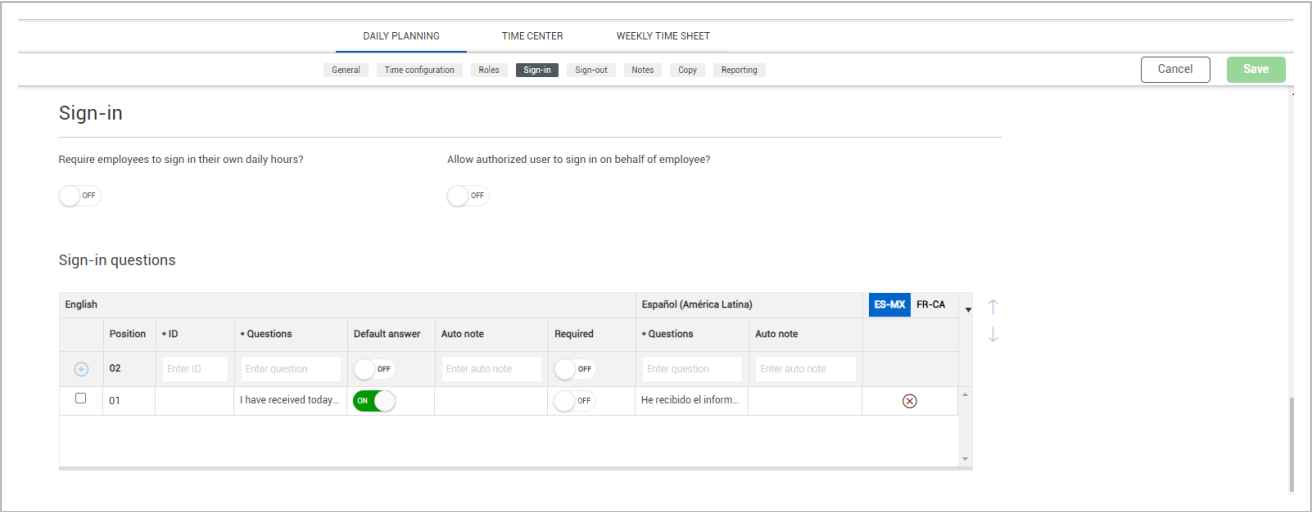 DAILY PLANNING TIME CENTER WEEKLY TIME SHEET
General Time configuration Roles Sign-in Sign-out Notes Copy Reporting Cancel Save
Sign-in
Require employees to sign in their own daily hours? Allow authorized user to sign in on behalf of employee?
OFF OFF
Sign-in questions
English Español (América Latina) ES-MX FR-CA
Position • ID • Questions Default answer Auto note Required • Questions Auto note
02 Enter ID Enter question OFF Enter auto note OFF Enter question Enter auto note
01 I have received today... ON OFF He recibido el inform...